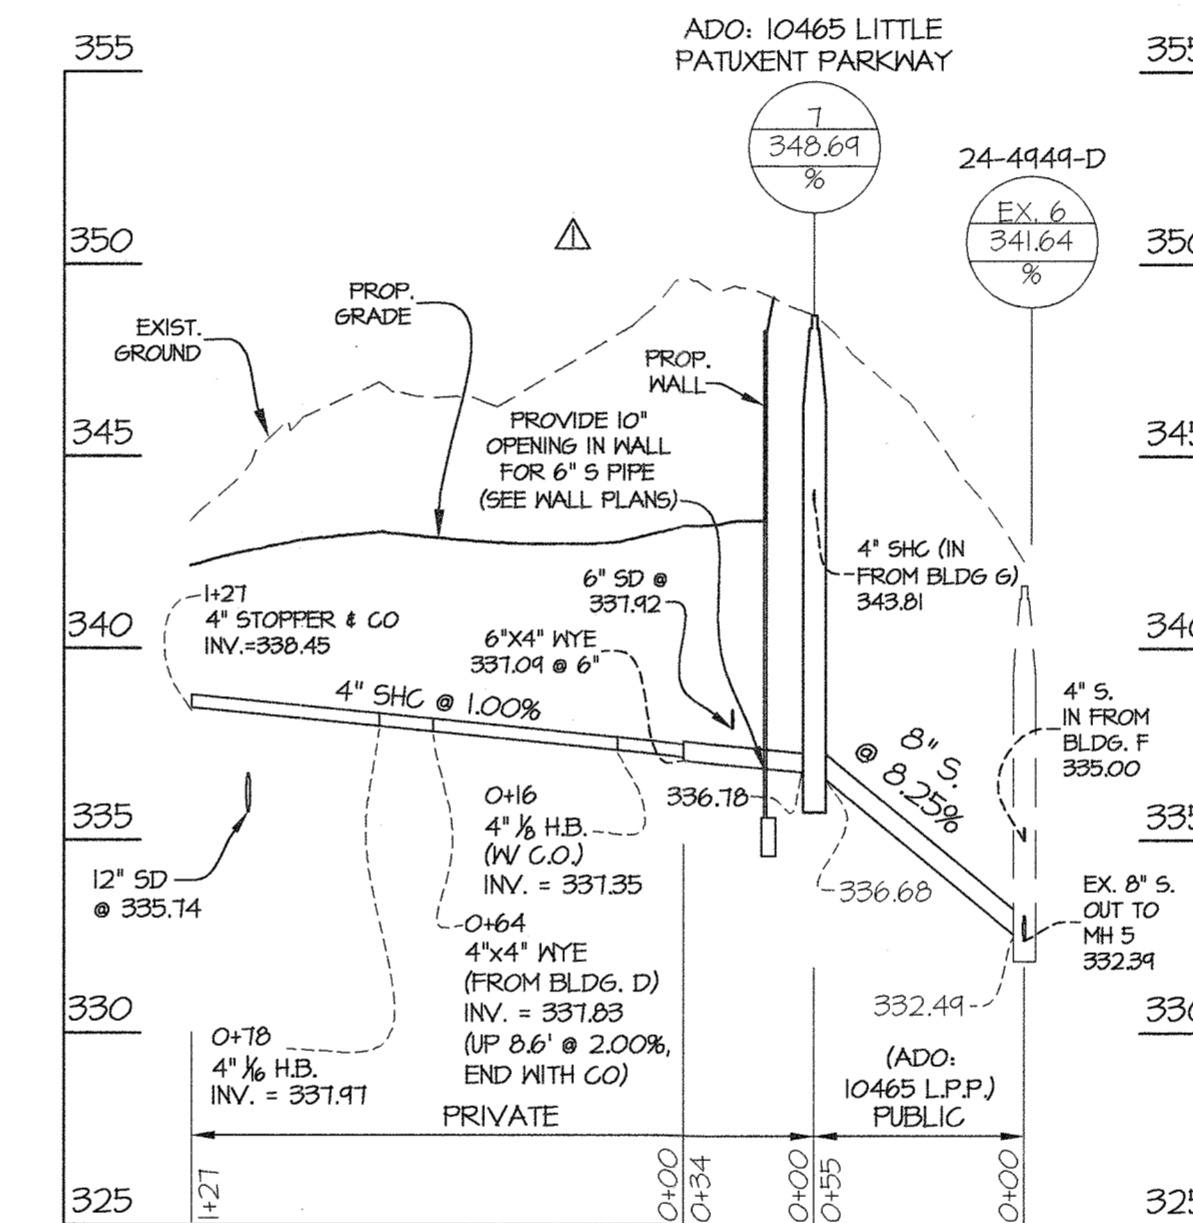 ADO: 10465 LITTLE
PATUXENT PARKWAY
7
348.69
%
24-4949-D
EX. 6
341.64
%
355
350
345
340
335
330
325
EXIST.
GROUND
PROP.
GRADE
PROP.
WALL
PROVIDE 10"
OPENING IN WALL
FOR 6" S PIPE
(SEE WALL PLANS)
4" SHC (IN
FROM BLDG G)
343.81
1+27
4" STOPPER & CO
INV.=338.45
6" SD @
337.92
6"X4" WYE
337.09 @ 6"
4" SHC @ 1.00%
8" S.
@ 8.25%
4" S.
IN FROM
BLDG. F
335.00
336.78
336.68
0+16
4" 1/8 H.B.
(W/ C.O.)
INV. = 337.35
12" SD
@ 335.74
EX. 8" S.
OUT TO
MH 5
332.39
0+64
4"x4" WYE
(FROM BLDG. D)
INV. = 337.83
(UP 8.6' @ 2.00%,
END WITH CO)
332.49
0+78
4" 1/16 H.B.
INV. = 337.97
(ADO:
10465 L.P.P.)
PUBLIC
PRIVATE
1+27
0+00
0+34
0+00
0+55
0+00
355
350
345
340
335
330
325